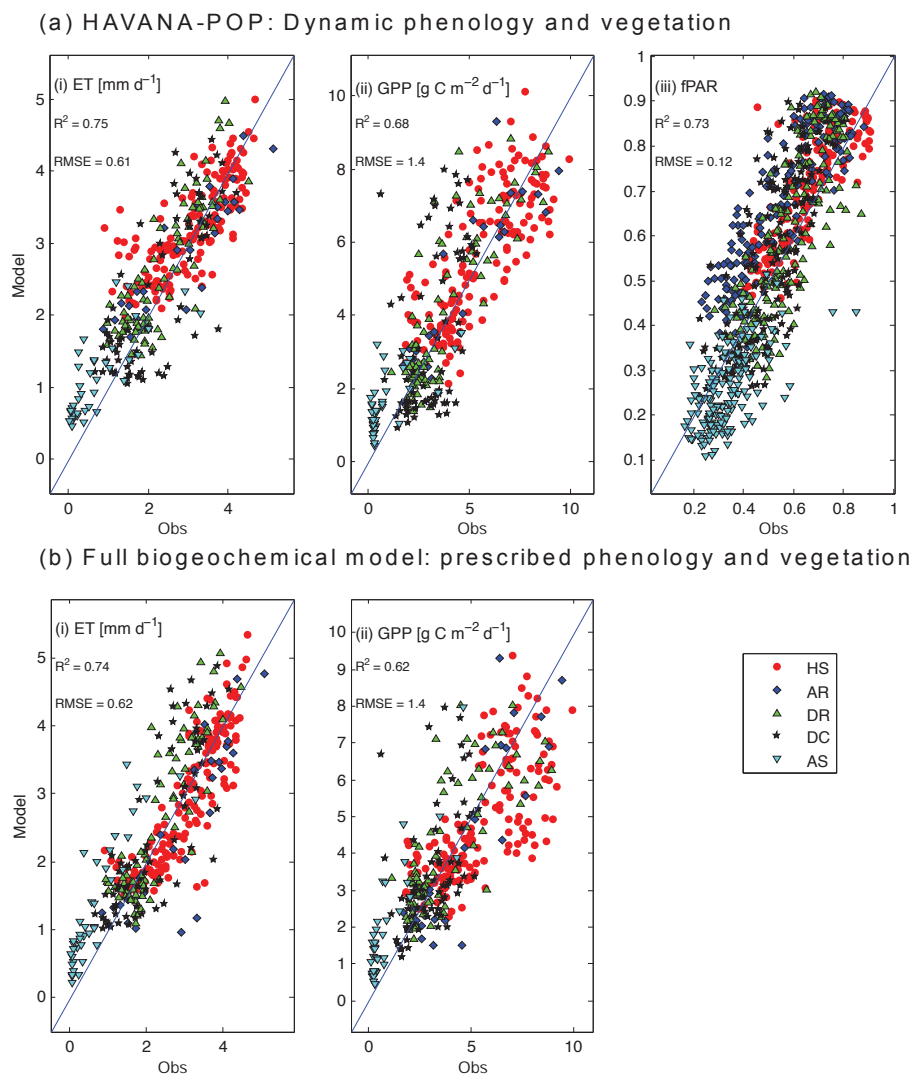 (a) HAVANA-POP: Dynamic phenology and vegetation
(i) ET [mm d⁻¹]
R² = 0.75
RMSE = 0.61
5
4
3
2
1
0
Model
0 2 4
Obs
(ii) GPP [g C m⁻² d⁻¹]
R² = 0.68
RMSE = 1.4
10
8
6
4
2
0
0 5 10
Obs
(iii) fPAR
R² = 0.73
RMSE = 0.12
1
0.9
0.8
0.7
0.6
0.5
0.4
0.3
0.2
0.1
0.2 0.4 0.6 0.8 1
Obs
(b) Full biogeochemical model: prescribed phenology and vegetation
(i) ET [mm d⁻¹]
R² = 0.74
RMSE = 0.62
5
4
3
2
1
0
Model
0 2 4
Obs
(ii) GPP [g C m⁻² d⁻¹]
R² = 0.62
RMSE = 1.4
10
9
8
7
6
5
4
3
2
1
0
0 5 10
Obs
HS
AR
DR
DC
AS